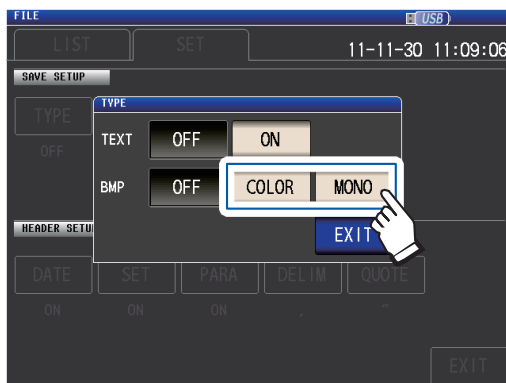 FILE
USB
LIST SET 11-11-30 11:09:06
SAVE SETUP
TYPE
OFF
TYPE
TEXT OFF ON
BMP OFF COLOR MONO
EXIT
HEADER SETU
DATE SET PARA DELIM QUOTE
ON ON ON , "
EXIT